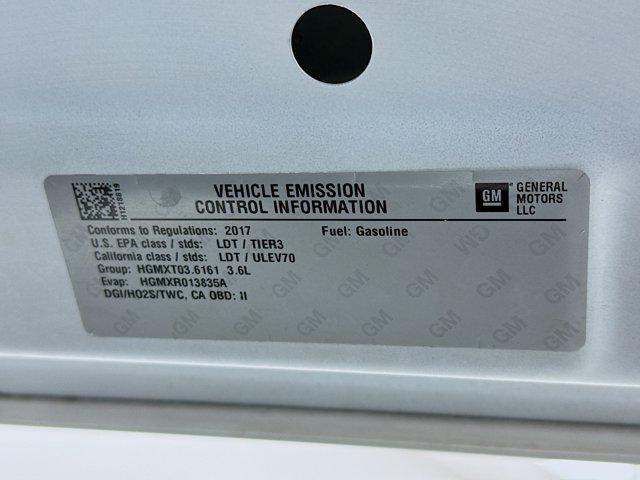 VEHICLE EMISSION
CONTROL INFORMATION
GM
GENERAL
MOTORS
LLC
Conforms to Regulations: 2017 Fuel: Gasoline
U.S. EPA class / stds: LDT / TIER3
California class / stds: LDT / ULEV70
Group: HGMXT03.6161 3.6L
Evap: HGMXR013835A
DGI/HO2S/TWC, CA OBD: II